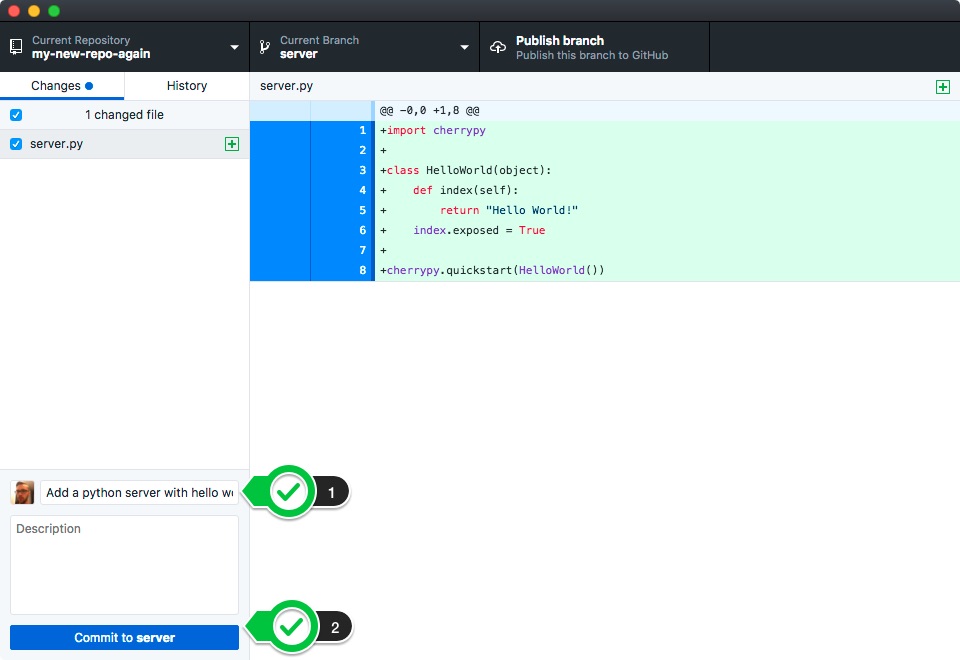 Current Repository
my-new-repo-again
Current Branch
server
Publish branch
Publish this branch to GitHub
Changes
History
server.py
1 changed file
server.py
@@ -0,0 +1,8 @@
1 +import cherrypy
2 +
3 +class HelloWorld(object):
4 +    def index(self):
5 +        return "Hello World!"
6 +    index.exposed = True
7 +
8 +cherrypy.quickstart(HelloWorld())
Add a python server with hello
1
Description
Commit to server
2